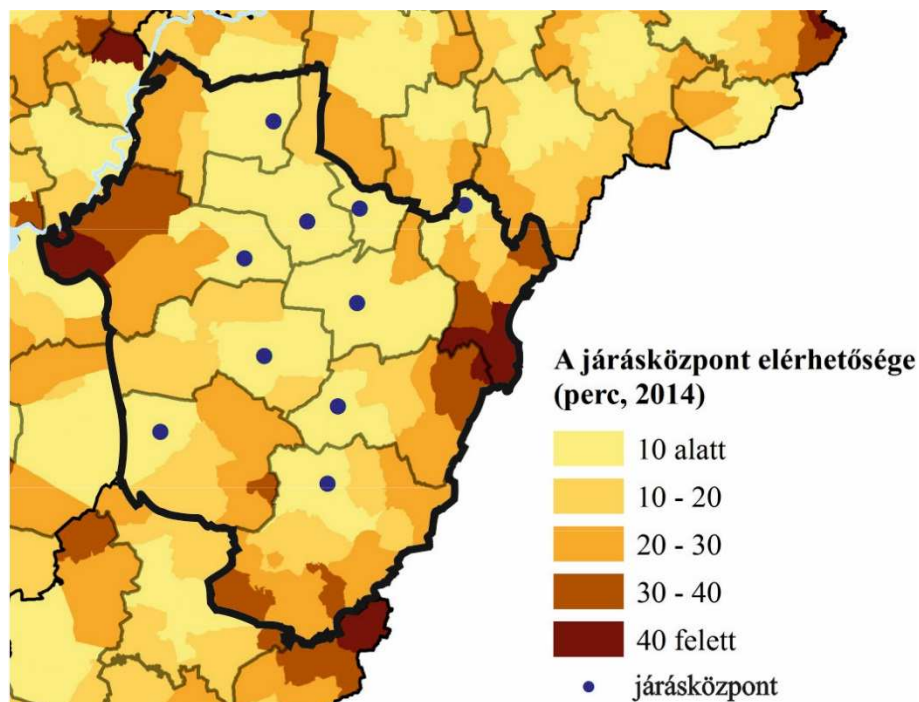 A járásközpont elérhetősége
(perc, 2014)
10 alatt
10 - 20
20 - 30
30 - 40
40 felett
járásközpont